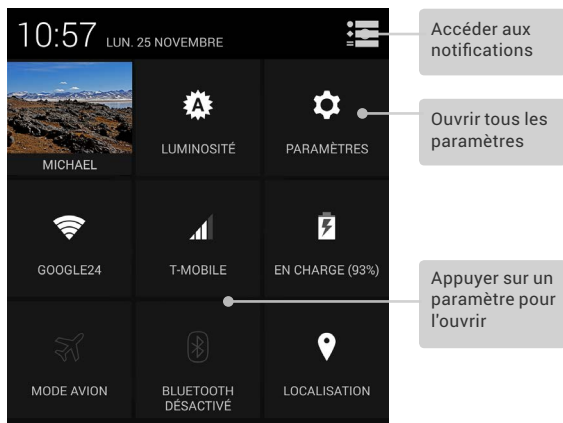 10:57 LUN. 25 NOVEMBRE
Accéder aux
notifications
MICHAEL
LUMINOSITÉ
PARAMÈTRES
Ouvrir tous les
paramètres
GOOGLE24
T-MOBILE
EN CHARGE (93%)
Appuyer sur un
paramètre pour
l'ouvrir
MODE AVION
BLUETOOTH
DÉSACTIVÉ
LOCALISATION